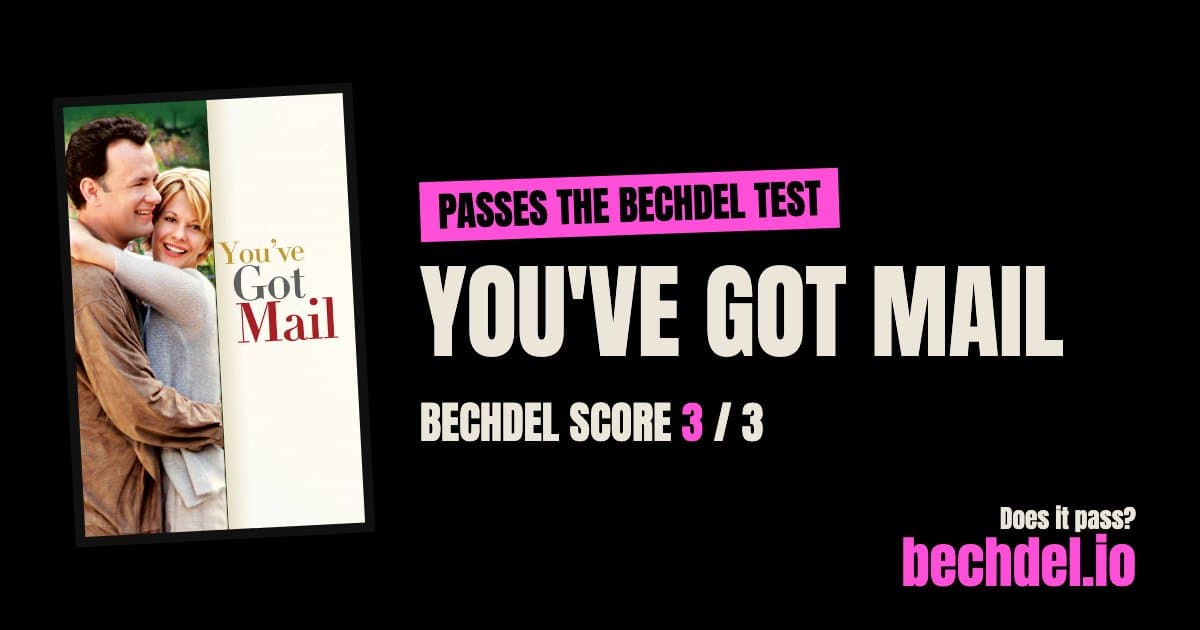 You've
Got
Mail
PASSES THE BECHDEL TEST
YOU'VE GOT MAIL
BECHDEL SCORE 3 / 3
Does it pass?
bechdel.io